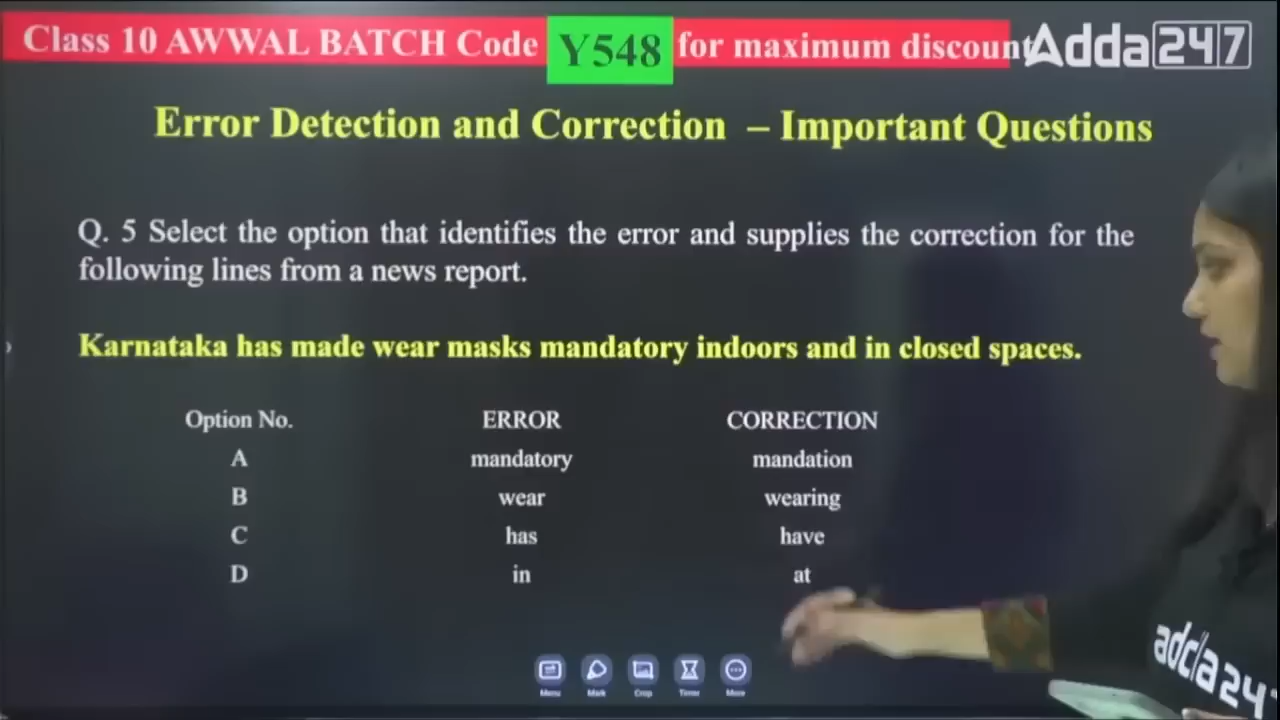 Class 10 AWWAL BATCH Code Y548 for maximum discount
Adda247
Error Detection and Correction – Important Questions
Q. 5 Select the option that identifies the error and supplies the correction for the
following lines from a news report.
Karnataka has made wear masks mandatory indoors and in closed spaces.
Option No. ERROR CORRECTION
A mandatory mandation
B wear wearing
C has have
D in at
adda247
Menu Mark Crop Timer More